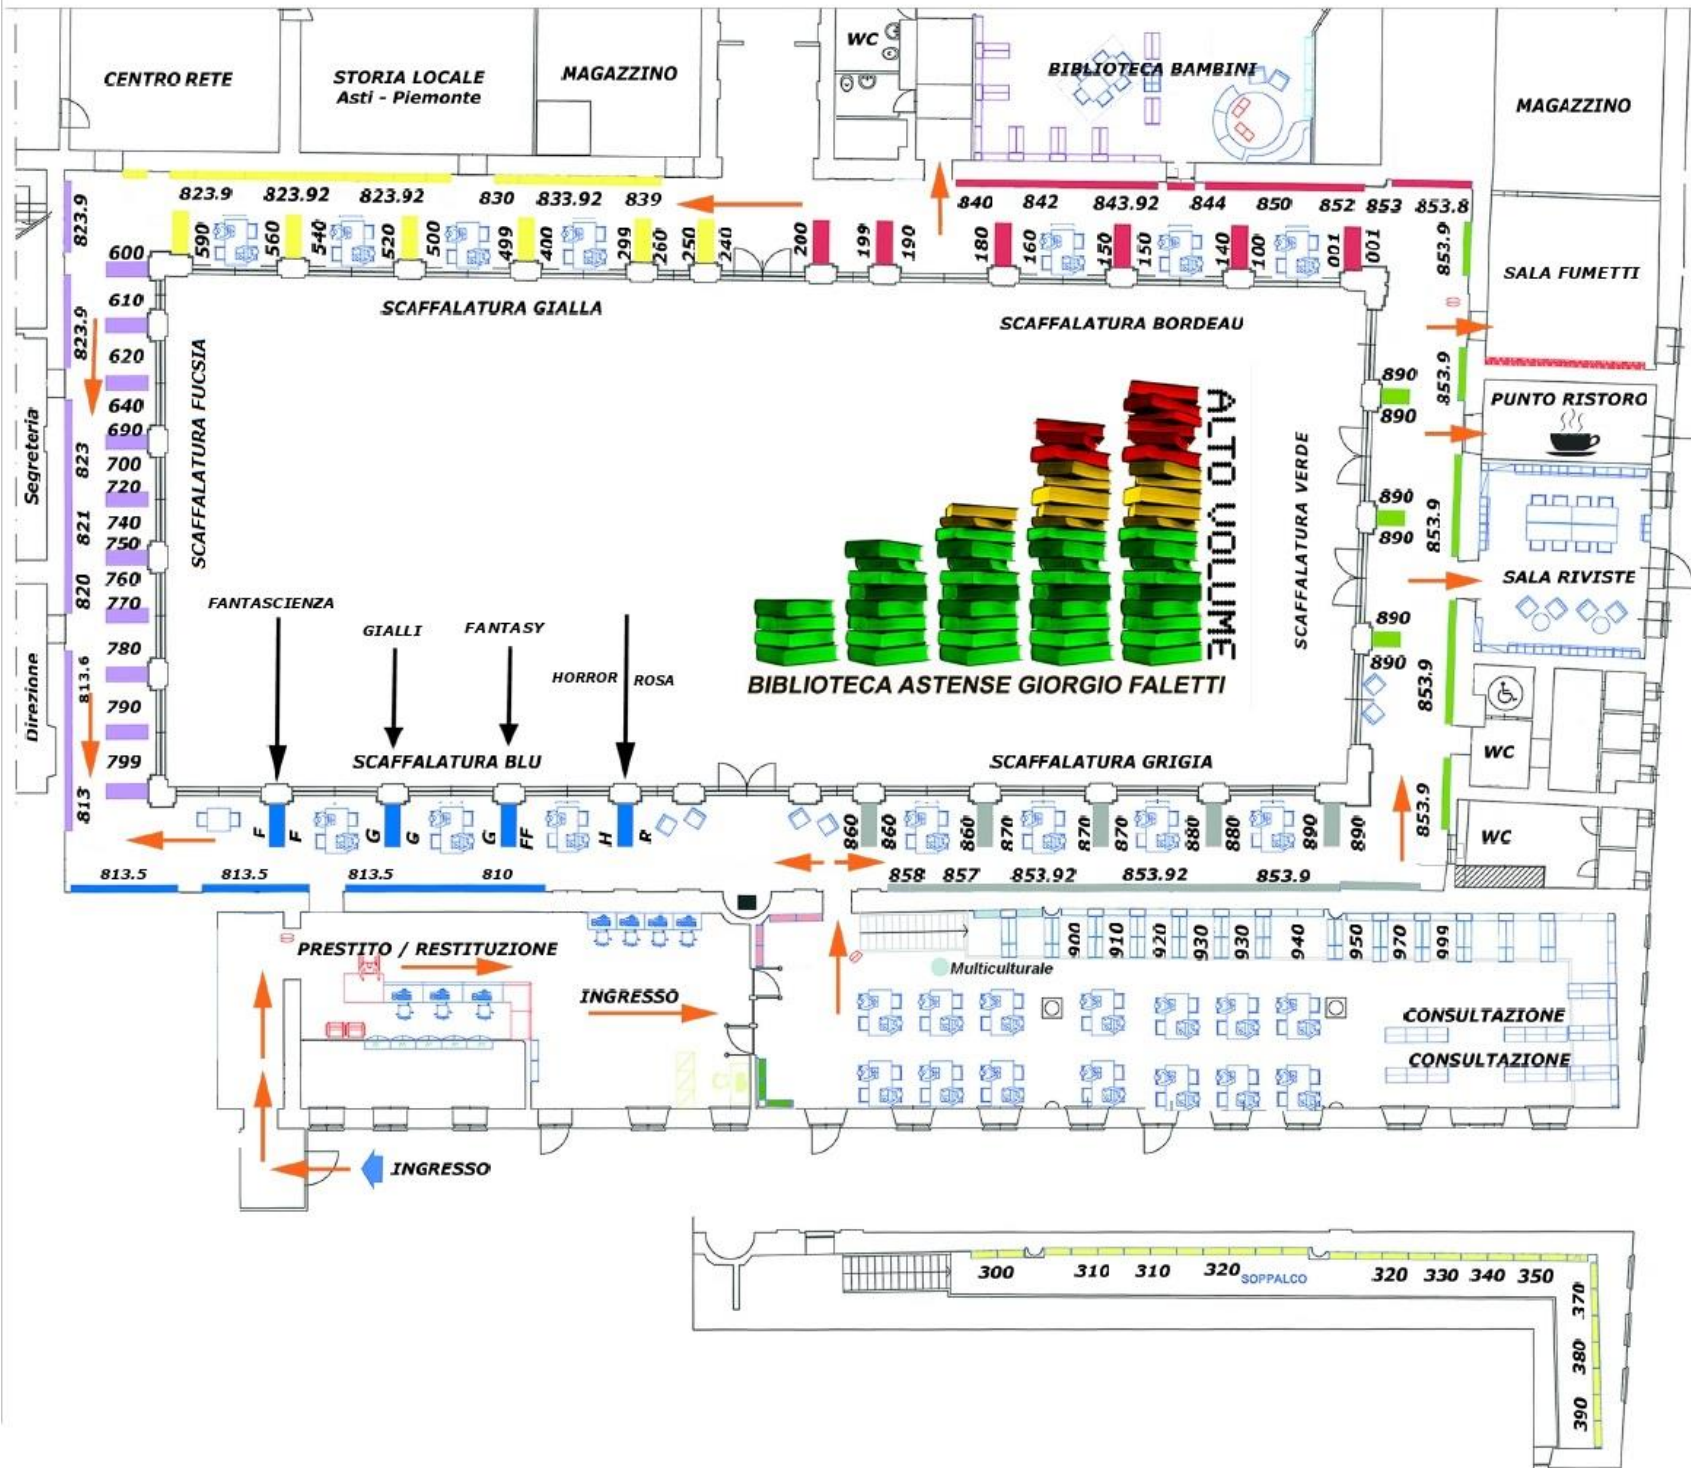 CENTRO RETE
STORIA LOCALE
Asti - Piemonte
MAGAZZINO
WC
BIBLIOTECA BAMBINI
MAGAZZINO
823.9 823.92 823.92 830 833.92 839
840 842 843.92 844 850 852 853 853.8
823.9
590 560 540 520 500 499 400 299 260 250 240
200 199 190 180 160 150 150 140 100 001 001
853.9
SALA FUMETTI
600
610
620
640
690
700
720
740
750
760
770
780
790
799
823.9
823
821
820
813.6
813
Segreteria
Direzione
SCAFFALATURA GIALLA
SCAFFALATURA BORDEAU
SCAFFALATURA FUCSIA
SCAFFALATURA VERDE
ALTO VOLUME
BIBLIOTECA ASTENSE GIORGIO FALETTI
890
890
890
890
890
890
853.9
853.9
853.9
853.9
PUNTO RISTORO
SALA RIVISTE
WC
WC
FANTASCIENZA
GIALLI
FANTASY
HORROR ROSA
SCAFFALATURA BLU
SCAFFALATURA GRIGIA
F F G G G FF H R
860 860 860 870 870 870 880 880 890 890
813.5 813.5 813.5 810
858 857 853.92 853.92 853.9
PRESTITO / RESTITUZIONE
INGRESSO
900 910 920 930 930 940 950 970 999
Multiculturale
CONSULTAZIONE
CONSULTAZIONE
INGRESSO
300 310 310 320 SOPPALCO 320 330 340 350
370
380
390